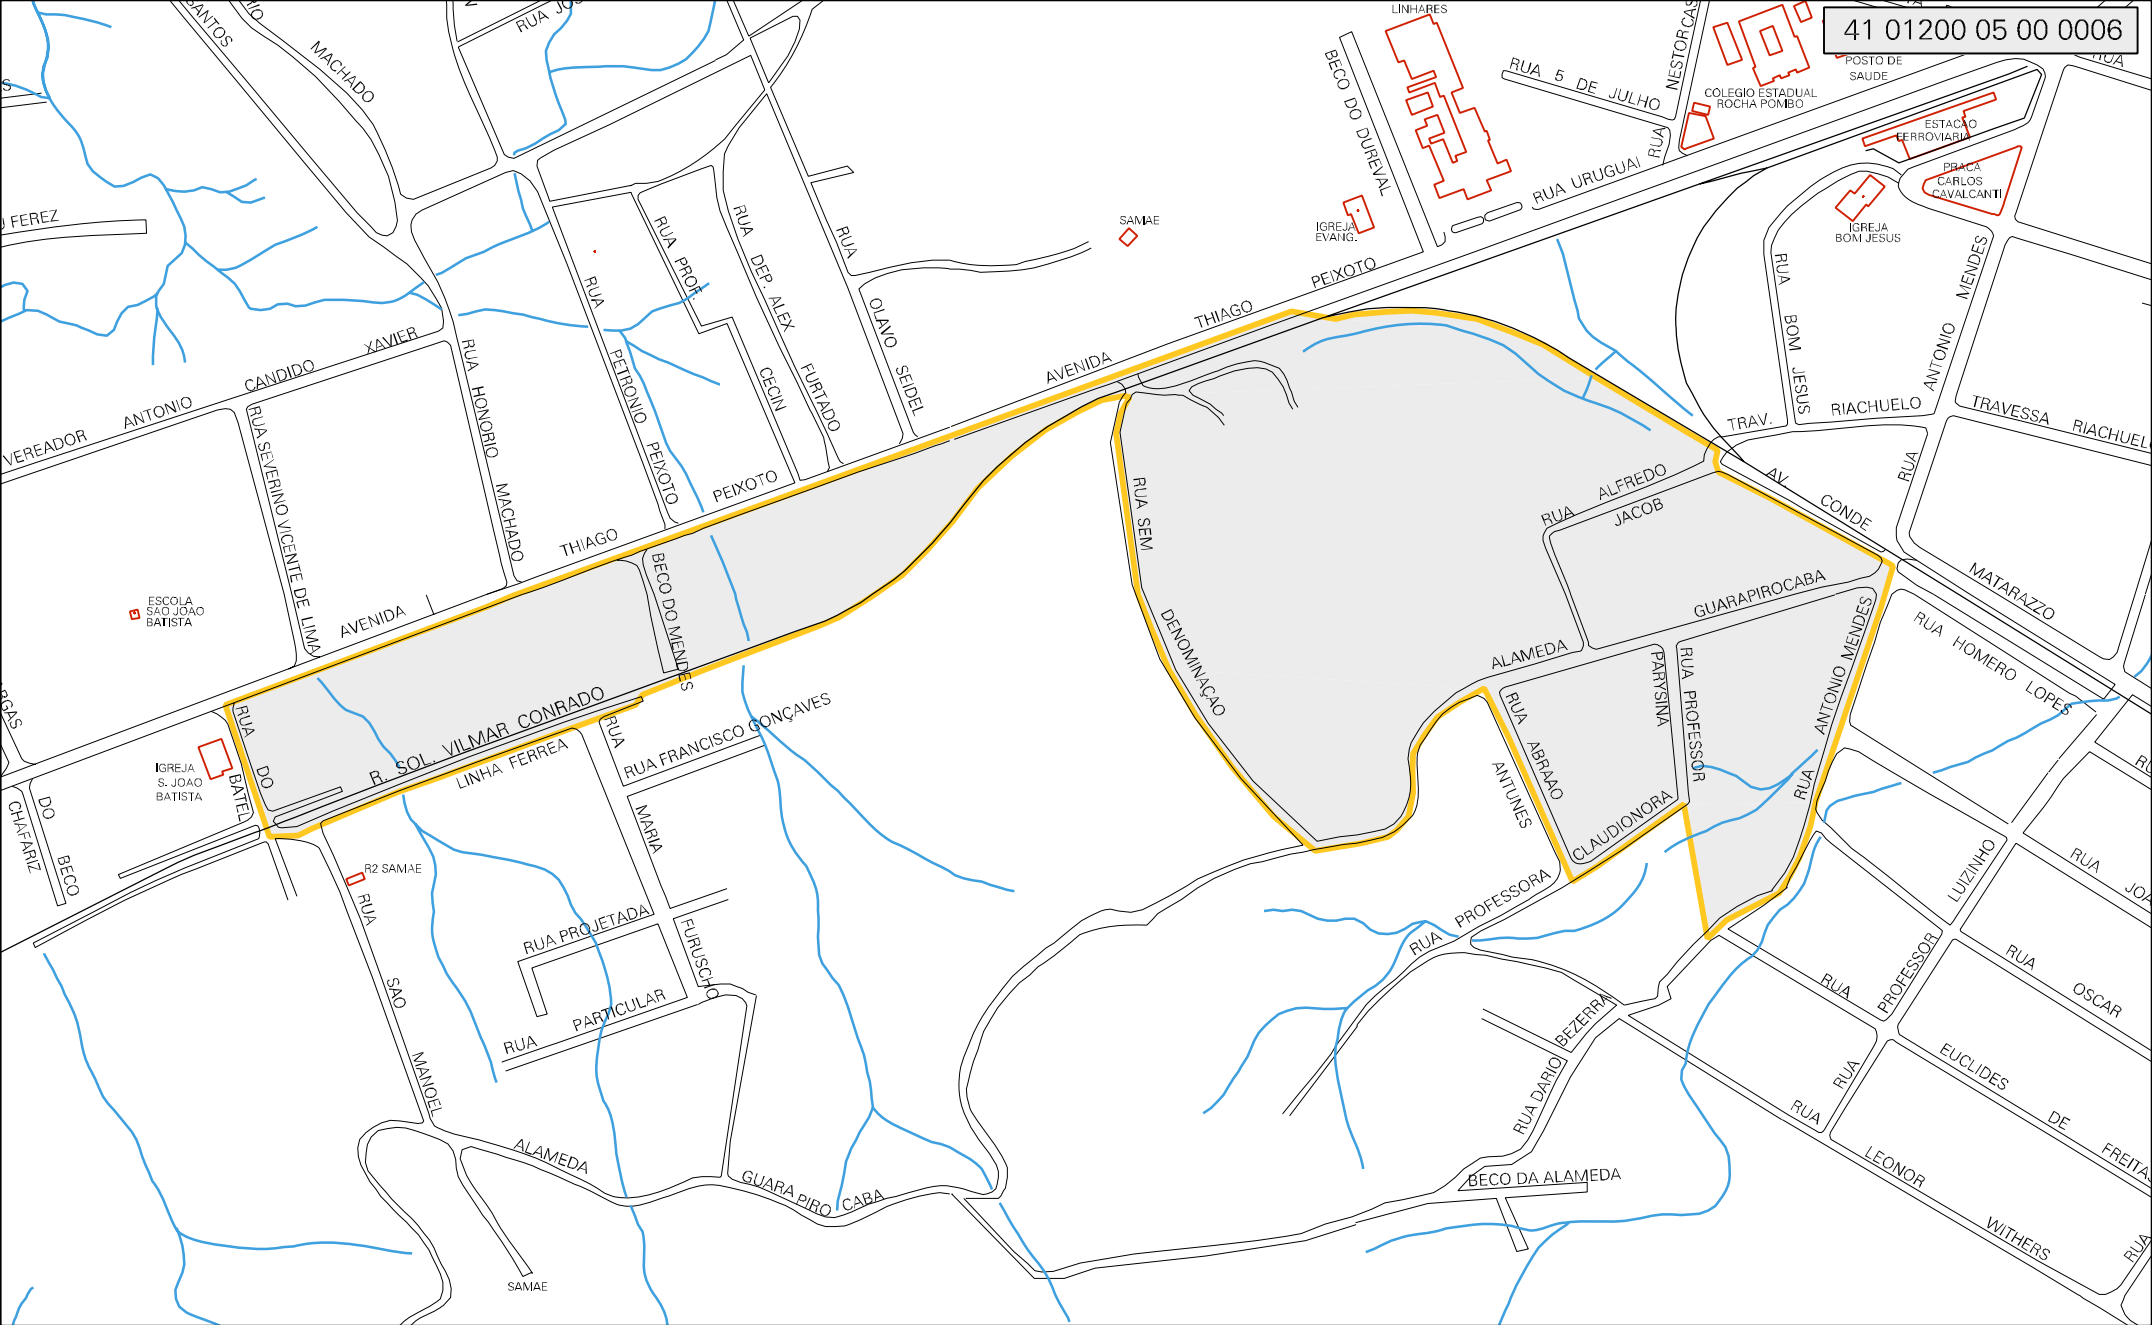 41 01200 05 00 0006
SANTOS
MACHADO
LINHARES
POSTO DE
SAUDE
RUA
COLEGIO ESTADUAL
ROCHA POMBO
RUA 5 DE JULHO
RUA
ESTACAO
FERROVIARIA
PRACA
CARLOS
CAVALCANTI
BECO DO DUREVAL
RUA URUGUAI
IGREJA
EVANG.
SAMAE
IGREJA
BOM JESUS
RUA PROF.
CECIN
RUA DEP. ALEX
FURTADO
RUA
OLAVO
SEIDEL
RUA
PETRONIO
PEIXOTO
RUA HONORIO
MACHADO
VEREADOR
ANTONIO
CANDIDO
XAVIER
RUA SEVERINO VICENTE DE LIMA
ESCOLA
SAO JOAO
BATISTA
AVENIDA
THIAGO
PEIXOTO
AVENIDA
THIAGO
PEIXOTO
RUA
BOM
JESUS
RUA
ANTONIO
MENDES
TRAV.
RIACHUELO
TRAVESSA
AV.
CONDE
MATARAZZO
RUA
ALFREDO
JACOB
RUA SEM
DENOMINAÇAO
BECO DO MENDES
ALAMEDA
GUARAPIROCABA
RUA
ANTONIO MENDES
RUA HOMERO LOPES
PARYSINA
RUA PROFESSOR
RUA
ABRAAO
ANTUNES
CLAUDIONORA
RUA PROFESSORA
RUA
DO
BATEL
R. SOL. VILMAR CONRADO
LINHA FERREA
IGREJA
S. JOAO
BATISTA
DO
BECO
CHAFARIZ
RUA FRANCISCO GONÇAVES
RUA
MARIA
FURUSCHO
R2 SAMAE
RUA
SAO
MANOEL
RUA PROJETADA
RUA
PARTICULAR
ALAMEDA
GUARA
PIRO
CABA
SAMAE
RUA DARIO
BEZERRA
BECO DA ALAMEDA
RUA
PROFESSOR
LUIZINHO
RUA
RUA
RUA
OSCAR
RUA
EUCLIDES
DE
RUA
LEONOR
WITHERS
RUA